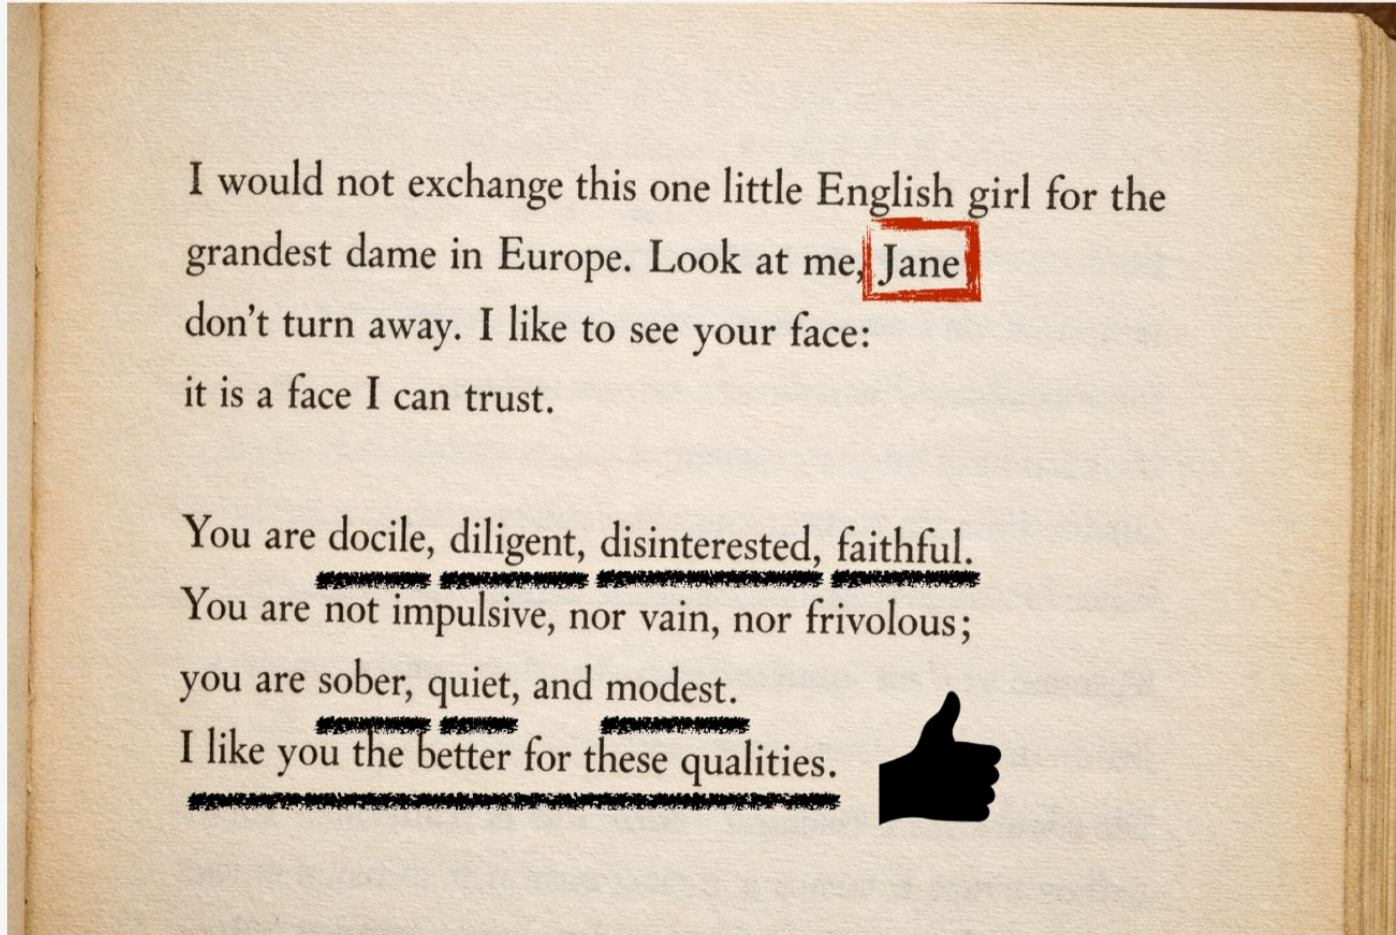 I would not exchange this one little English girl for the
grandest dame in Europe. Look at me, Jane
don't turn away. I like to see your face:
it is a face I can trust.
You are docile, diligent, disinterested, faithful.
You are not impulsive, nor vain, nor frivolous;
you are sober, quiet, and modest.
I like you the better for these qualities.